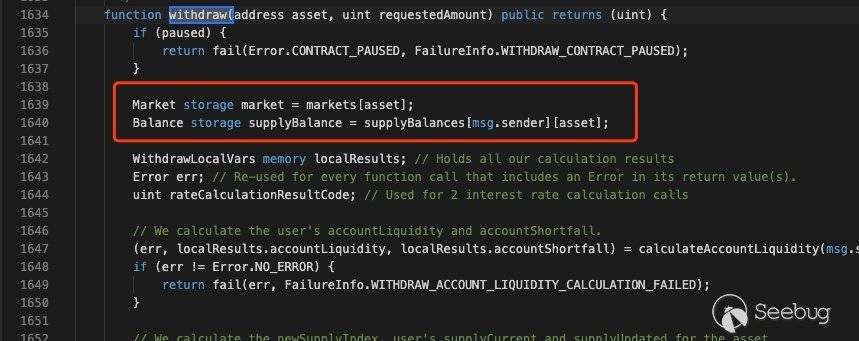 1634 function withdraw(address asset, uint requestedAmount) public returns (uint) {
1635 if (paused) {
1636 return fail(Error.CONTRACT_PAUSED, FailureInfo.WITHDRAW_CONTRACT_PAUSED);
1637 }
1638
1639 Market storage market = markets[asset];
1640 Balance storage supplyBalance = supplyBalances[msg.sender][asset];
1641
1642 WithdrawLocalVars memory localResults; // Holds all our calculation results
1643 Error err; // Re-used for every function call that includes an Error in its return value(s).
1644 uint rateCalculationResultCode; // Used for 2 interest rate calculation calls
1645
1646 // We calculate the user's accountLiquidity and accountShortfall.
1647 (err, localResults.accountLiquidity, localResults.accountShortfall) = calculateAccountLiquidity(msg.s
1648 if (err != Error.NO_ERROR) {
1649 return fail(err, FailureInfo.WITHDRAW_ACCOUNT_LIQUIDITY_CALCULATION_FAILED);
1650 }
1651
1652 // We calculate the newSupplyIndex, user's supplyCurrent and supplyUpdated for the asset
Seebug